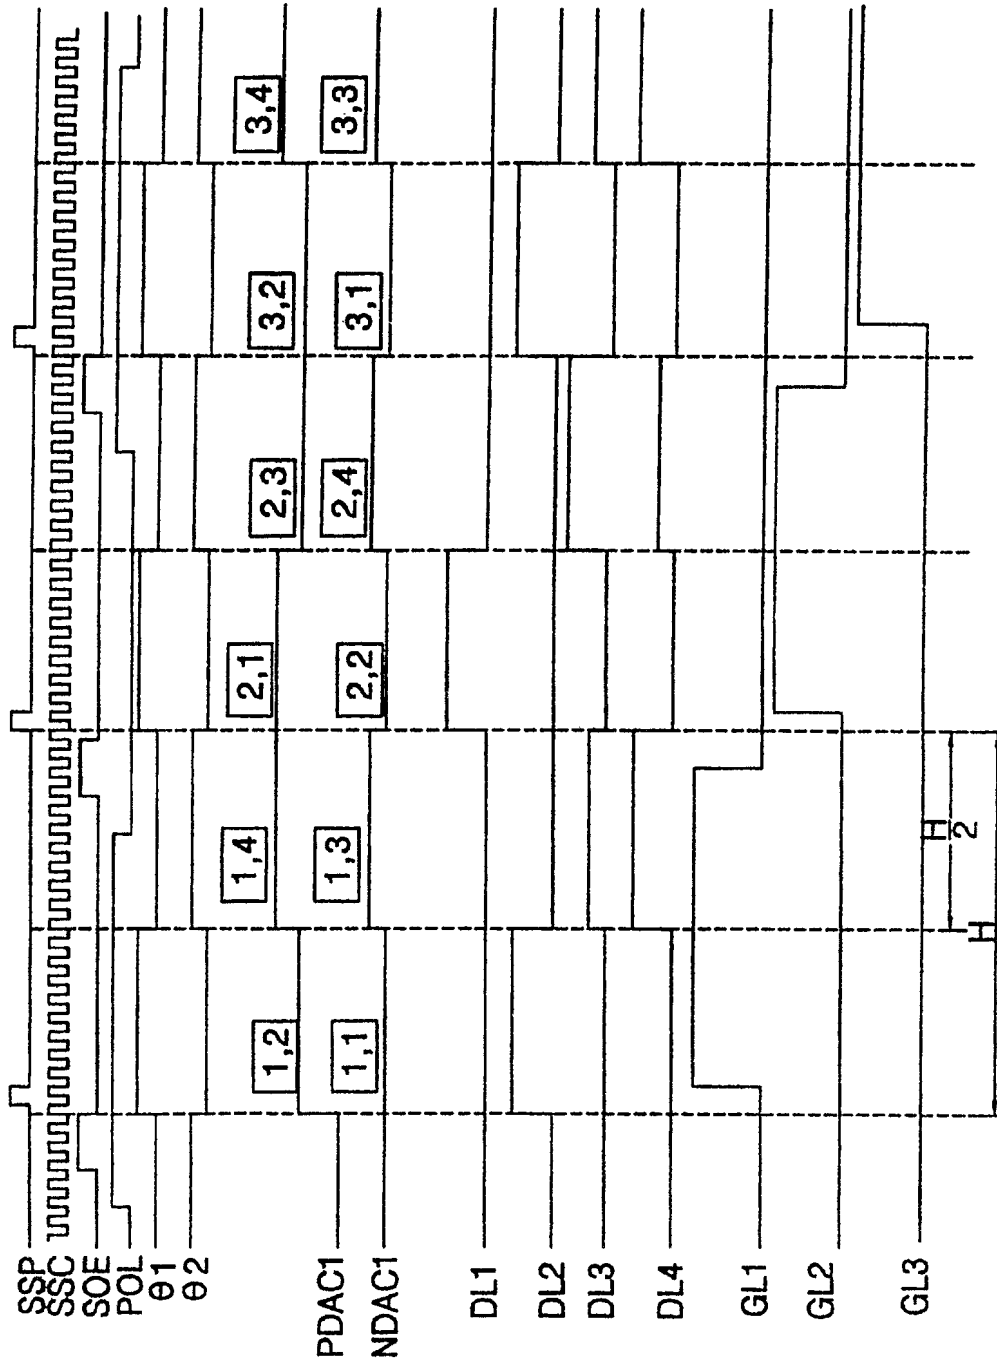 SSP
SSC
SOE
POL
θ1
θ2
PDAC1
1,2
1,4
2,1
2,3
3,2
3,4
NDAC1
1,1
1,3
2,2
2,4
3,1
3,3
DL1
DL2
DL3
DL4
GL1
GL2
GL3
H
2
H